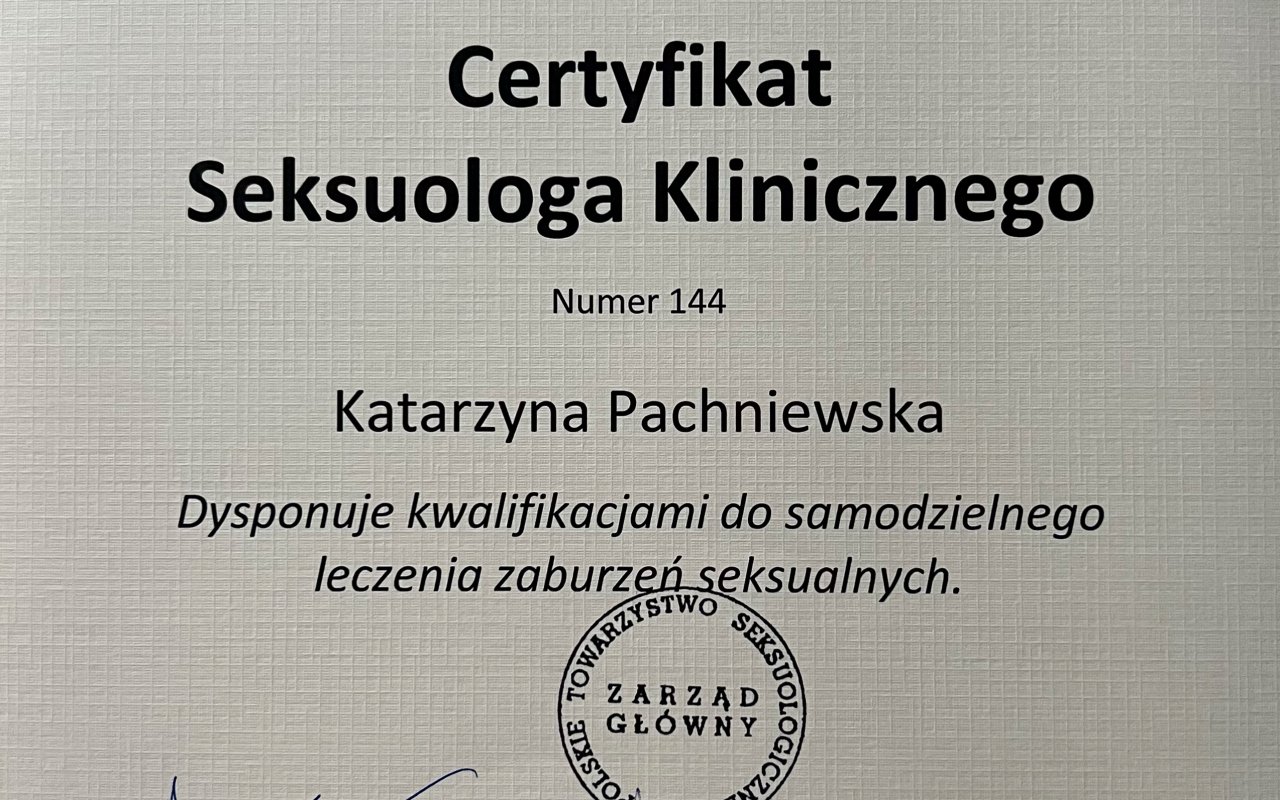 Certyfikat
Seksuologa Klinicznego
Numer 144
Katarzyna Pachniewska
Dysponuje kwalifikacjami do samodzielnego
leczenia zaburzeń seksualnych.
POLSKIE TOWARZYSTWO SEKSUOLOGICZNE
ZARZĄD
GŁÓWNY